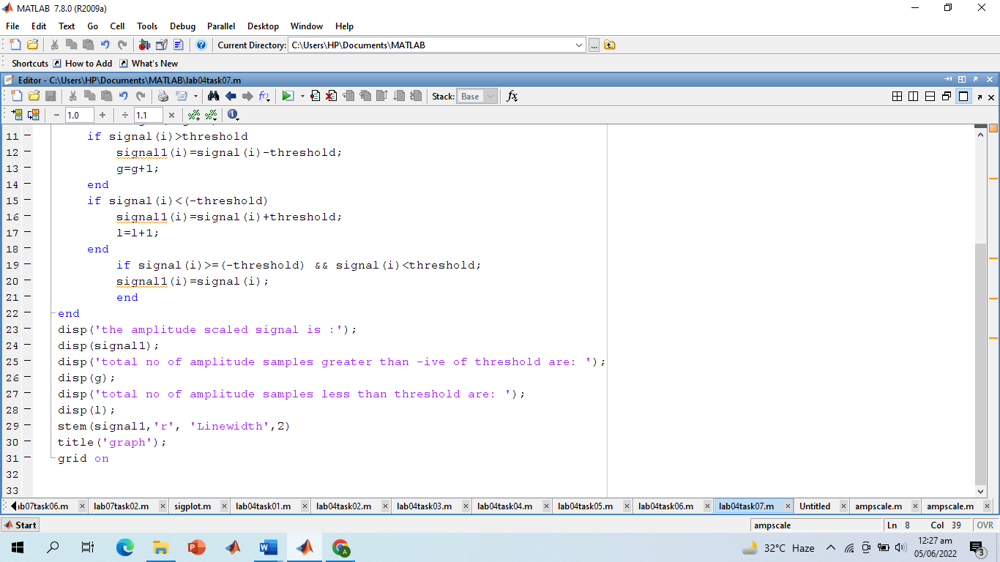 MATLAB 7.8.0 (R2009a)
File Edit Text Go Cell Tools Debug Parallel Desktop Window Help
Current Directory: C:\Users\HP\Documents\MATLAB ...
Shortcuts How to Add What's New
Editor - C:\Users\HP\Documents\MATLAB\lab04task07.m
Stack: Base fx
- 1.0 + ÷ 1.1 ×
11 if signal(i)>threshold
12 signal1(i)=signal(i)-threshold;
13 g=g+1;
14 end
15 if signal(i)<(-threshold)
16 signal1(i)=signal(i)+threshold;
17 l=l+1;
18 end
19 if signal(i)>=(-threshold) && signal(i)<threshold;
20 signal1(i)=signal(i);
21 end
22 end
23 disp('the amplitude scaled signal is :');
24 disp(signal1);
25 disp('total no of amplitude samples greater than -ive of threshold are: ');
26 disp(g);
27 disp('total no of amplitude samples less than threshold are: ');
28 disp(l);
29 stem(signal1,'r', 'Linewidth',2)
30 title('graph');
31 grid on
32
33
ab07task06.m lab07task02.m sigplot.m lab04task01.m lab04task02.m lab04task03.m lab04task04.m lab04task05.m lab04task06.m lab04task07.m Untitled ampscale.m ampscale.m
Start ampscale Ln 8 Col 39 OVR
32°C Haze 12:27 am
05/06/2022 3